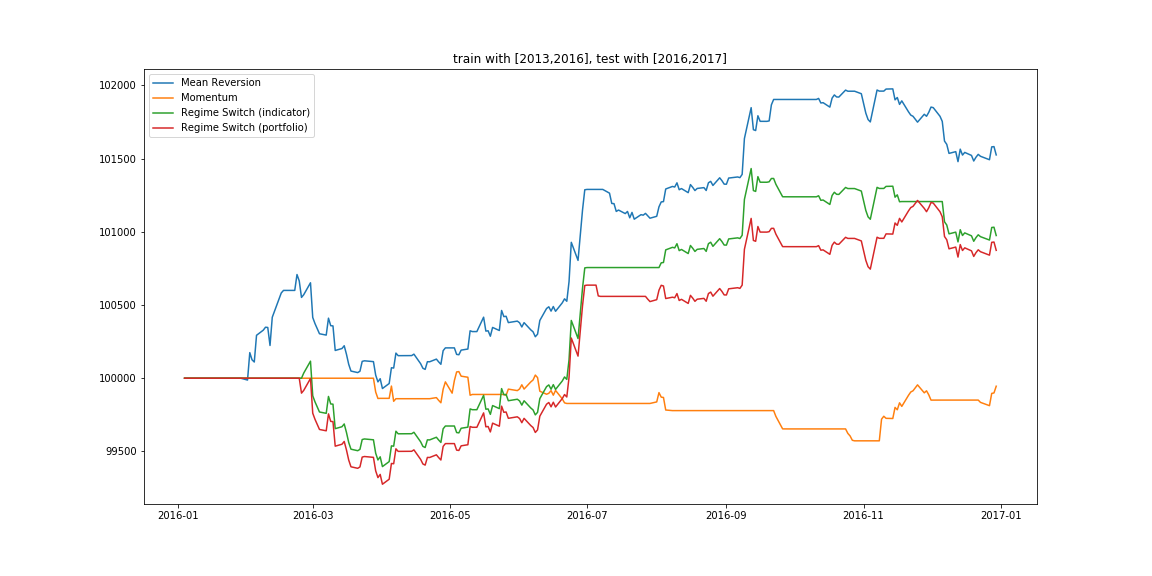 train with [2013,2016], test with [2016,2017]
102000
101500
101000
100500
100000
99500
Mean Reversion
Momentum
Regime Switch (indicator)
Regime Switch (portfolio)
2016-01 2016-03 2016-05 2016-07 2016-09 2016-11 2017-01